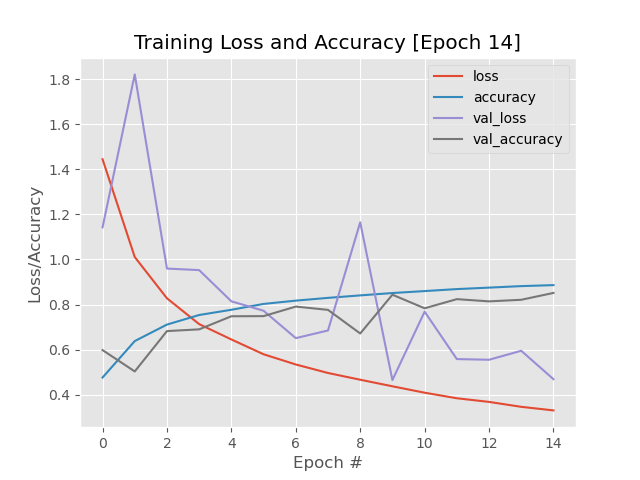 Training Loss and Accuracy [Epoch 14]
loss
accuracy
val_loss
val_accuracy
Loss/Accuracy
1.8
1.6
1.4
1.2
1.0
0.8
0.6
0.4
0 2 4 6 8 10 12 14
Epoch #